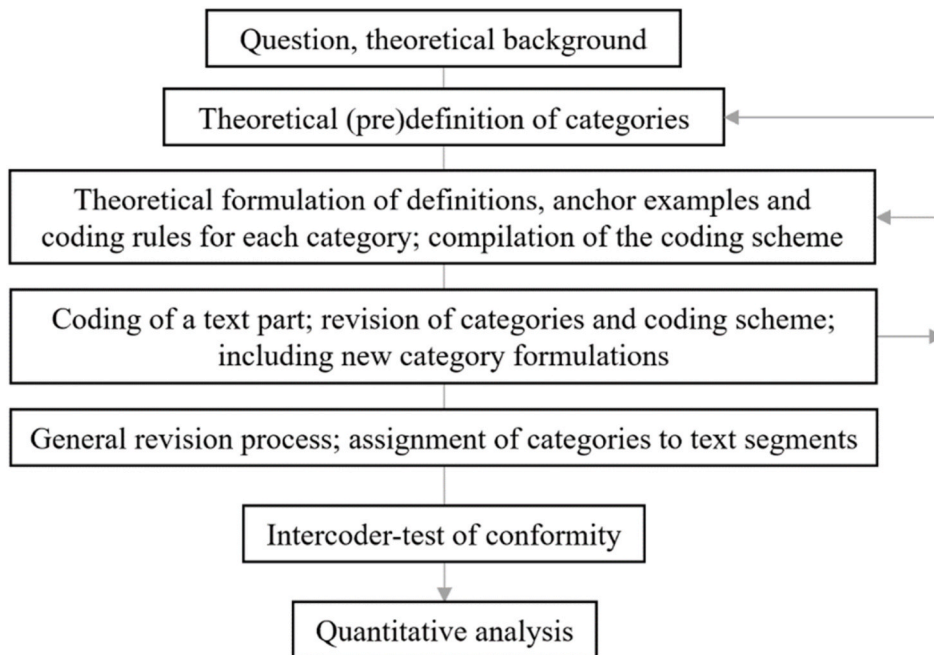 Question, theoretical background
Theoretical (pre)definition of categories
Theoretical formulation of definitions, anchor examples and
coding rules for each category; compilation of the coding scheme
Coding of a text part; revision of categories and coding scheme;
including new category formulations
General revision process; assignment of categories to text segments
Intercoder-test of conformity
Quantitative analysis